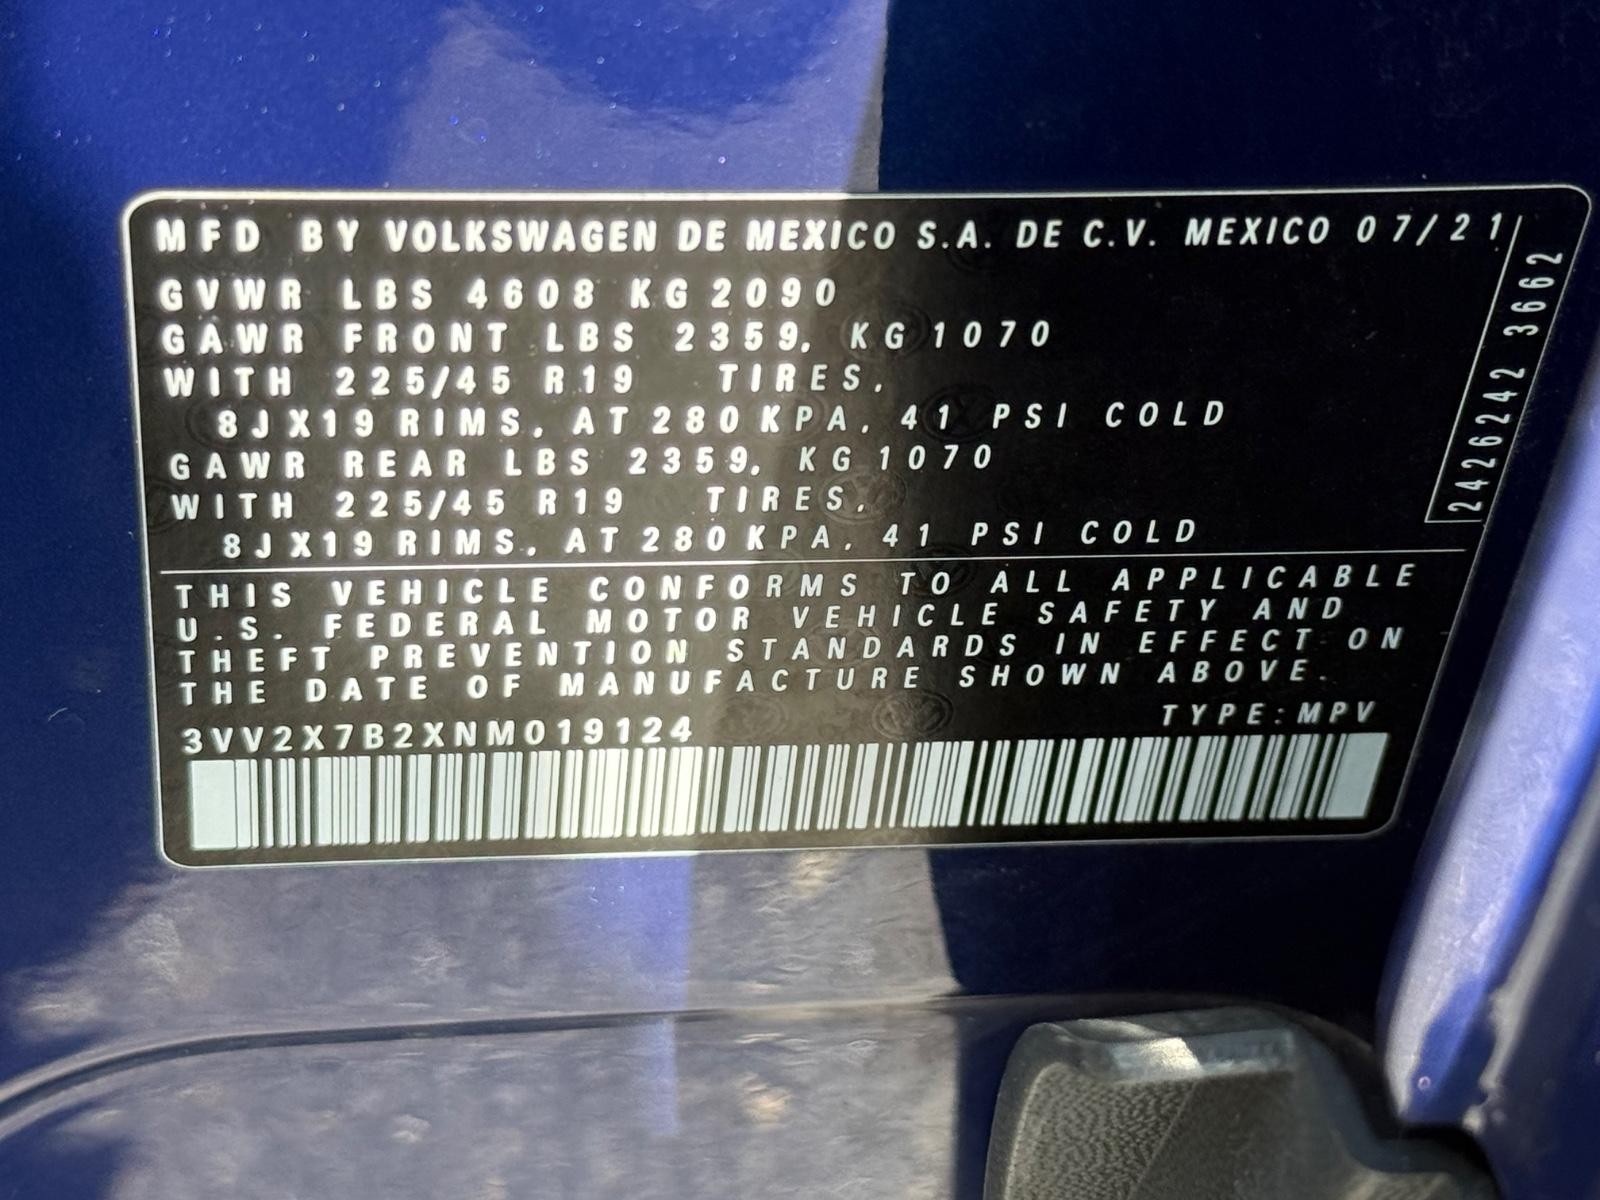 MFD BY VOLKSWAGEN DE MEXICO S.A. DE C.V. MEXICO 07/21
GVWR LBS 4608 KG 2090
GAWR FRONT LBS 2359, KG 1070
WITH 225/45 R19 TIRES,
8JX19 RIMS, AT 280 KPA, 41 PSI COLD
GAWR REAR LBS 2359, KG 1070
WITH 225/45 R19 TIRES,
8JX19 RIMS, AT 280 KPA, 41 PSI COLD
2426242 3662
THIS VEHICLE CONFORMS TO ALL APPLICABLE
U.S. FEDERAL MOTOR VEHICLE SAFETY AND
THEFT PREVENTION STANDARDS IN EFFECT ON
THE DATE OF MANUFACTURE SHOWN ABOVE.
3VV2X7B2XNM019124 TYPE:MPV